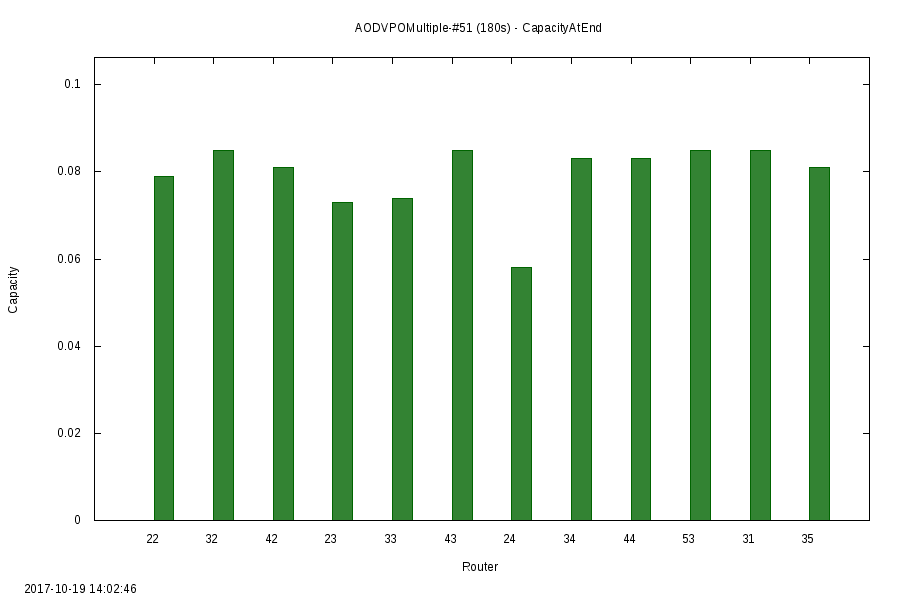 AODVPOMultiple-#51 (180s) - CapacityAtEnd
0.1
0.08
0.06
0.04
0.02
0
Capacity
22 32 42 23 33 43 24 34 44 53 31 35
Router
2017-10-19 14:02:46